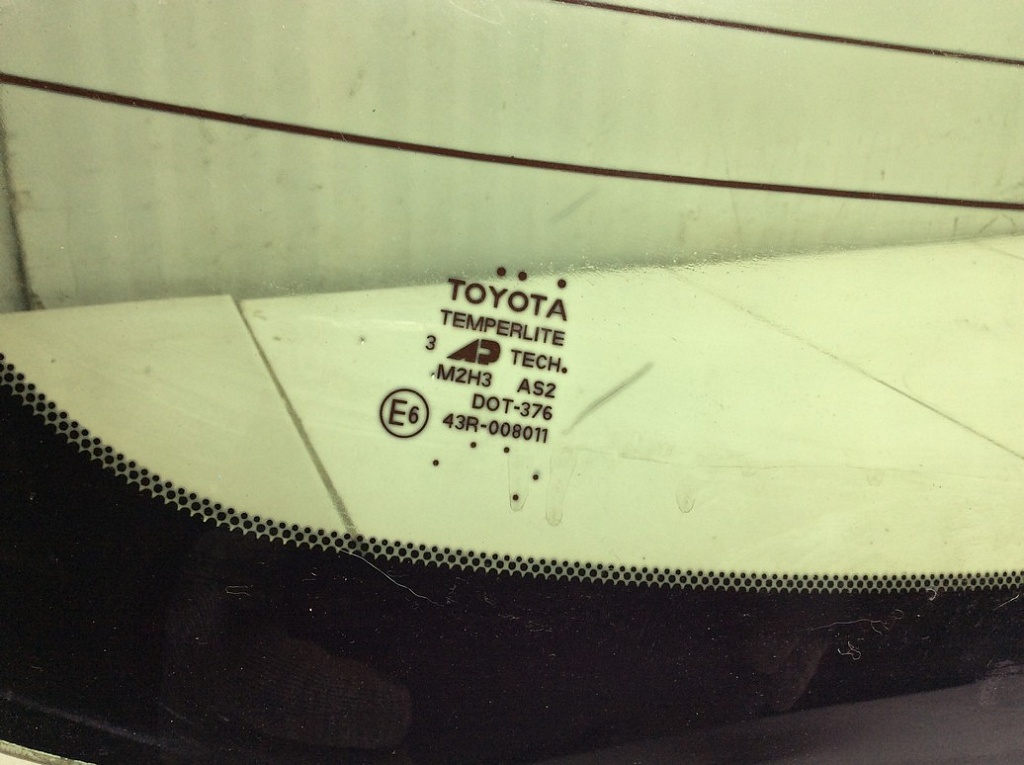 TOYOTA
TEMPERLITE
3 AP TECH.
M2H3 AS2
DOT-376
E6 43R-008011